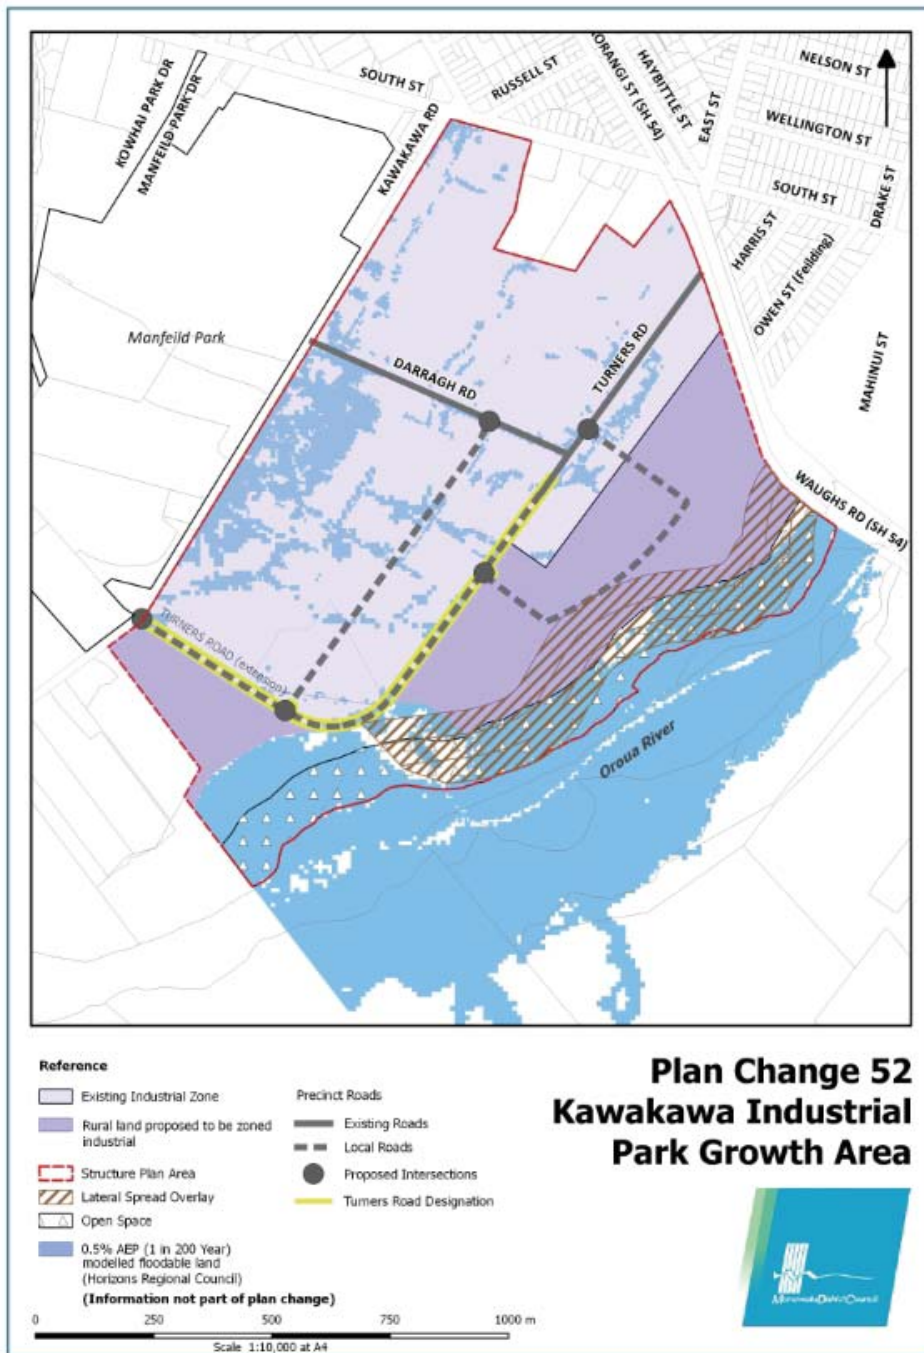 KOWHAI PARK DR
MANFEILD PARK DR
SOUTH ST
KAWAKAWA RD
RUSSELL ST
ORANGI ST (SH 54)
HAYBITTLE ST
EAST ST
NELSON ST
WELLINGTON ST
SOUTH ST
DRAKE ST
HARRIS ST
OWEN ST (Feilding)
MAHINUI ST
Manfeild Park
DARRAGH RD
TURNERS RD
WAUGHS RD (SH 54)
TURNERS ROAD (extension)
Oroua River
Reference
Existing Industrial Zone
Rural land proposed to be zoned
industrial
Structure Plan Area
Lateral Spread Overlay
Open Space
0.5% AEP (1 in 200 Year)
modelled floodable land
(Horizons Regional Council)
(Information not part of plan change)
Precinct Roads
Existing Roads
Local Roads
Proposed Intersections
Turners Road Designation
0 250 500 750 1000 m
Scale 1:10,000 at A4
Plan Change 52
Kawakawa Industrial
Park Growth Area
Manawatu District Council